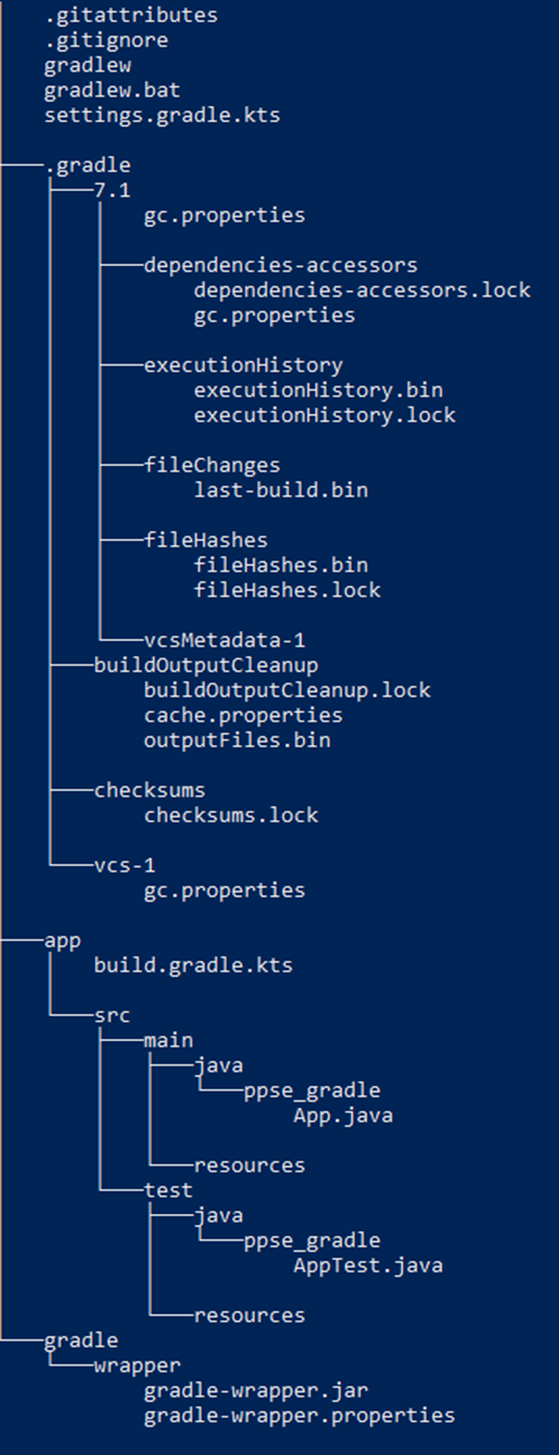 .gitattributes
.gitignore
gradlew
gradlew.bat
settings.gradle.kts
.gradle
7.1
gc.properties
dependencies-accessors
dependencies-accessors.lock
gc.properties
executionHistory
executionHistory.bin
executionHistory.lock
fileChanges
last-build.bin
fileHashes
fileHashes.bin
fileHashes.lock
vcsMetadata-1
buildOutputCleanup
buildOutputCleanup.lock
cache.properties
outputFiles.bin
checksums
checksums.lock
vcs-1
gc.properties
app
build.gradle.kts
src
main
java
ppse_gradle
App.java
resources
test
java
ppse_gradle
AppTest.java
resources
gradle
wrapper
gradle-wrapper.jar
gradle-wrapper.properties